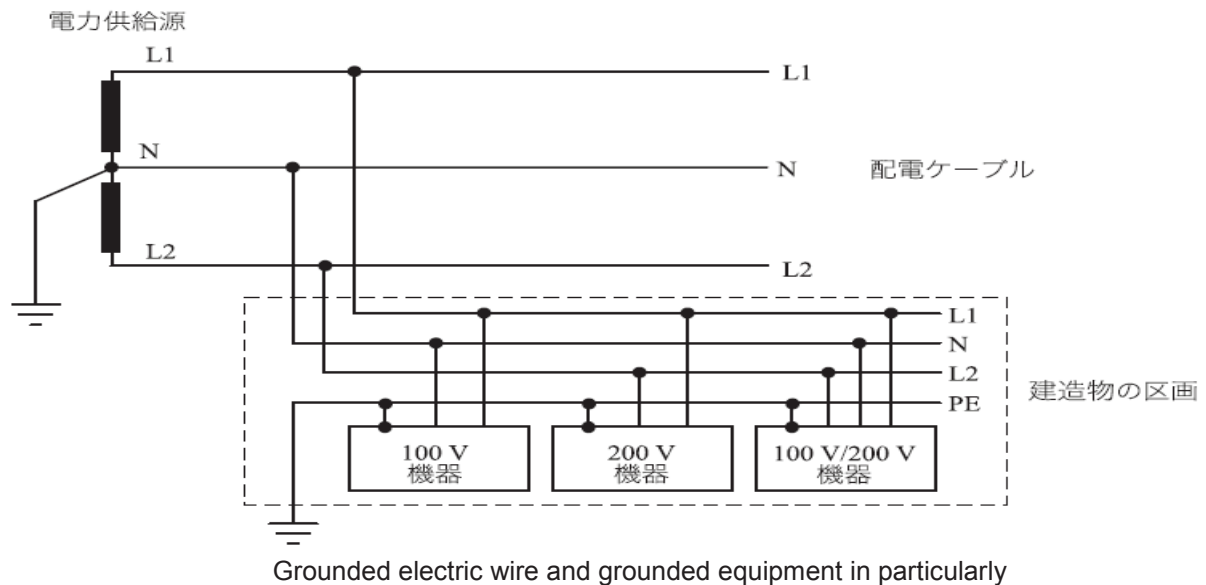 電力供給源
L1
L1
N
N
配電ケーブル
L2
L2
L1
N
L2
建造物の区画
PE
100 V
機器
200 V
機器
100 V/200 V
機器
Grounded electric wire and grounded equipment in particularly